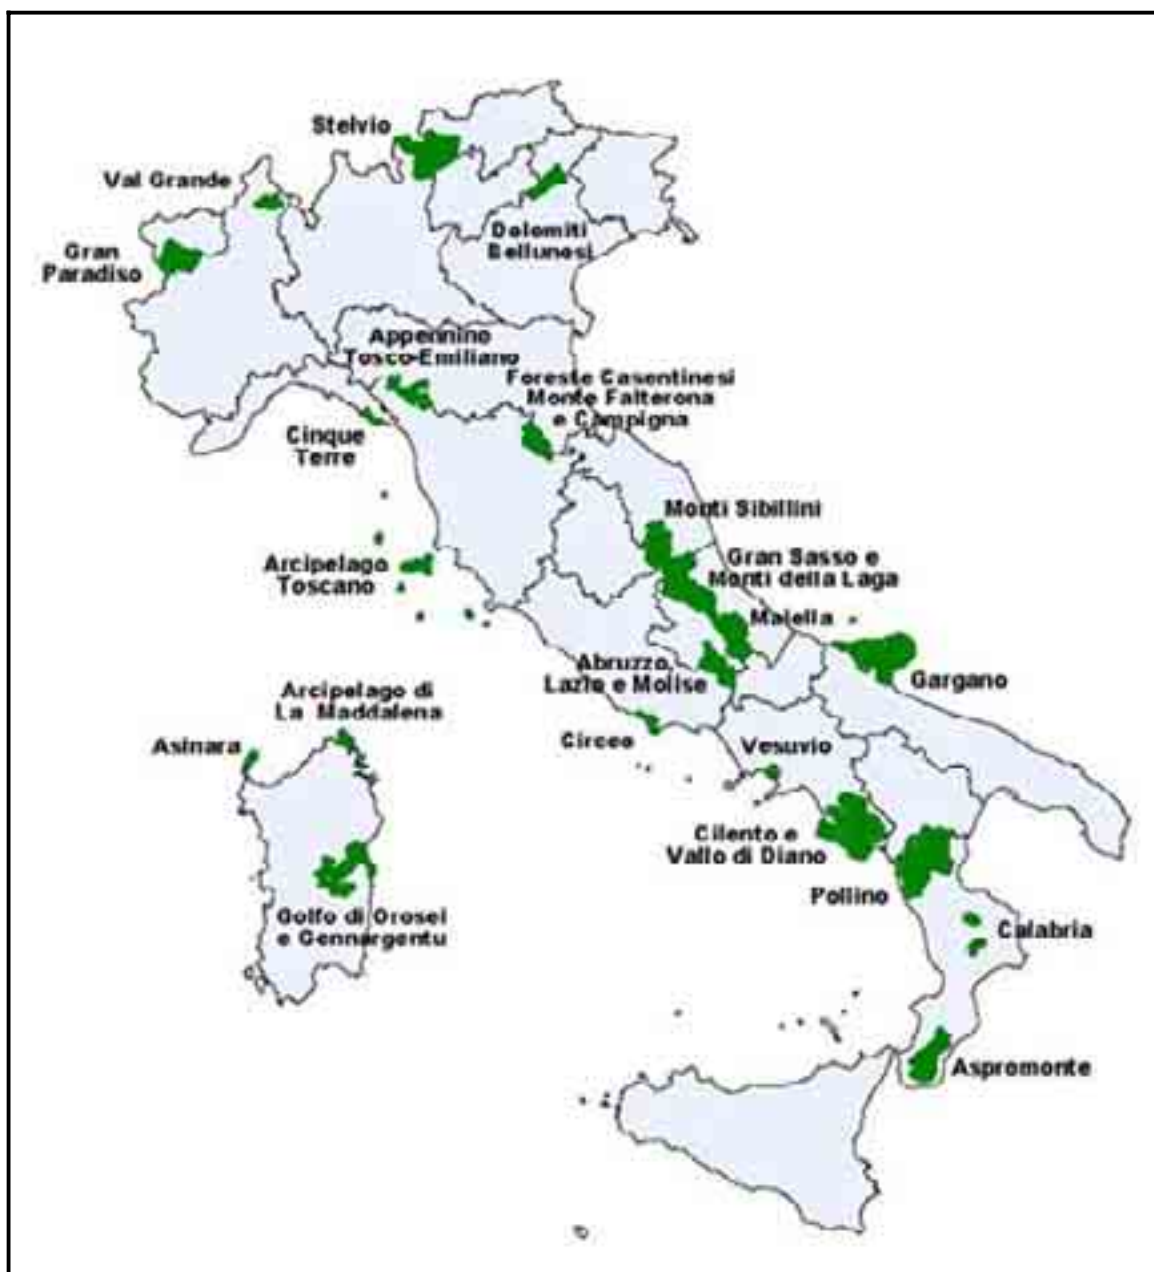 Stelvio
Val Grande
Dolomiti
Bellunesi
Gran
Paradiso
Appennino
Tosco-Emiliano
Foreste Casentinesi
Monte Falterona
e Campigna
Cinque
Terre
Monti Sibillini
Gran Sasso e
Monti della Laga
Arcipelago
Toscano
Maiella
Abruzzo,
Lazio e Molise
Gargano
Arcipelago di
La Maddalena
Asinara
Circeo
Vesuvio
Cilento e
Vallo di Diano
Pollino
Golfo di Orosei
e Gennargentu
Calabria
Aspromonte